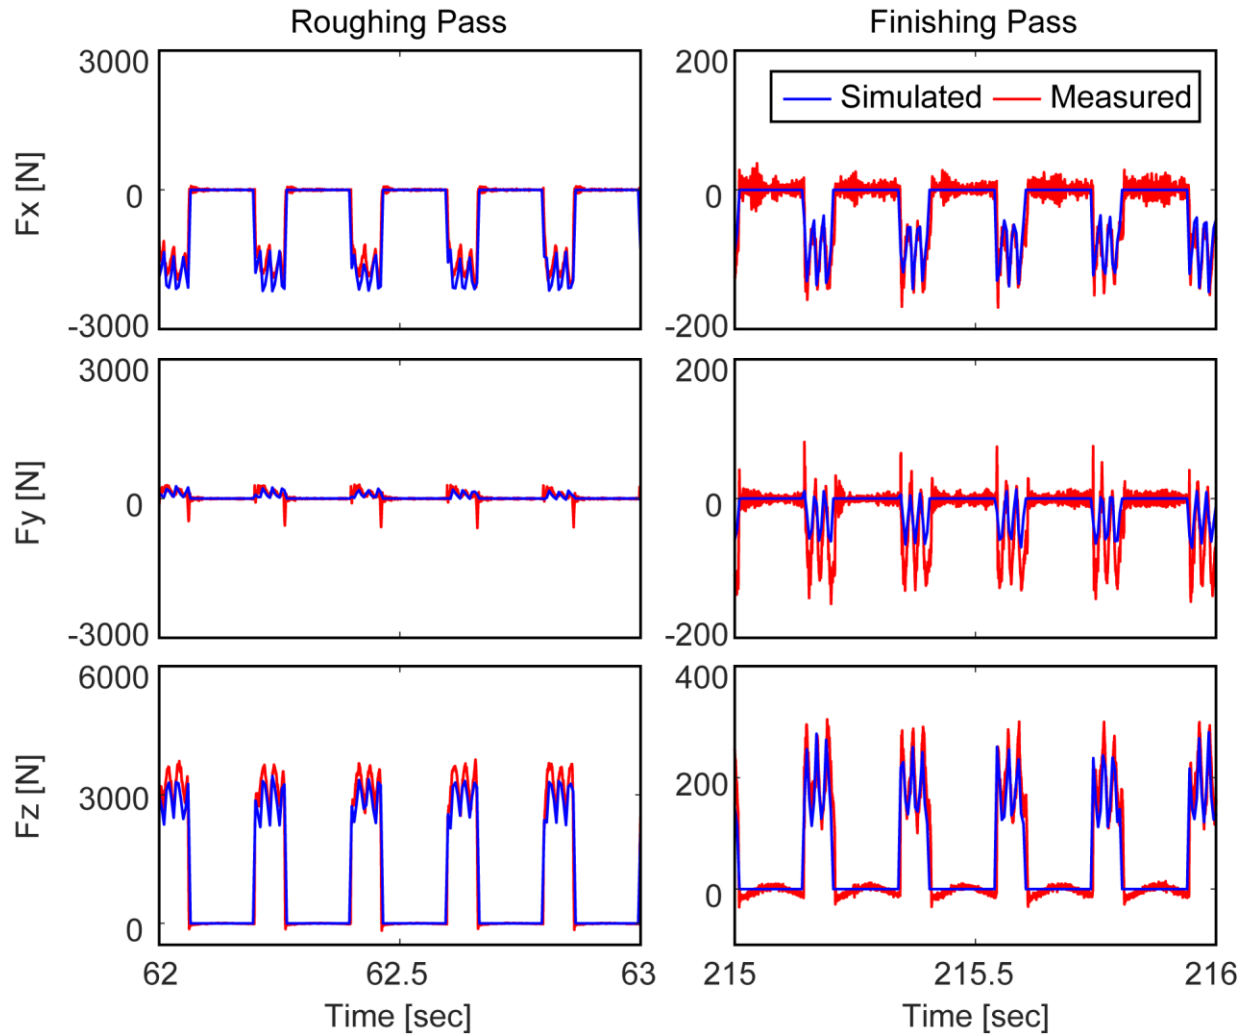 Roughing Pass
Finishing Pass
3000
0
-3000
Fx [N]
200
0
-200
Simulated
Measured
3000
0
-3000
Fy [N]
200
0
-200
6000
3000
0
Fz [N]
400
200
0
62
62.5
63
215
215.5
216
Time [sec]
Time [sec]